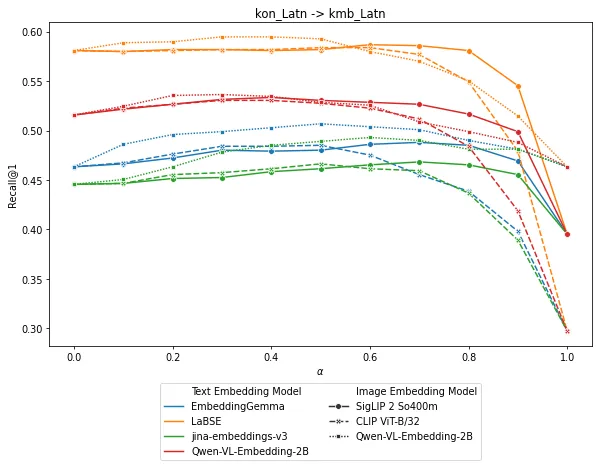 kon_Latn -> kmb_Latn
0.60
0.55
0.50
0.45
0.40
0.35
0.30
Recall@1
0.0 0.2 0.4 0.6 0.8 1.0
α
Text Embedding Model Image Embedding Model
EmbeddingGemma SigLIP 2 So400m
LaBSE CLIP ViT-B/32
jina-embeddings-v3 Qwen-VL-Embedding-2B
Qwen-VL-Embedding-2B